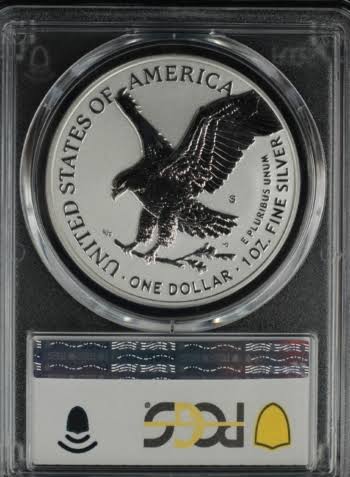 UNITED STATES OF AMERICA
S
E PLURIBUS UNUM
1 OZ. FINE SILVER
· ONE DOLLAR ·
PCGS